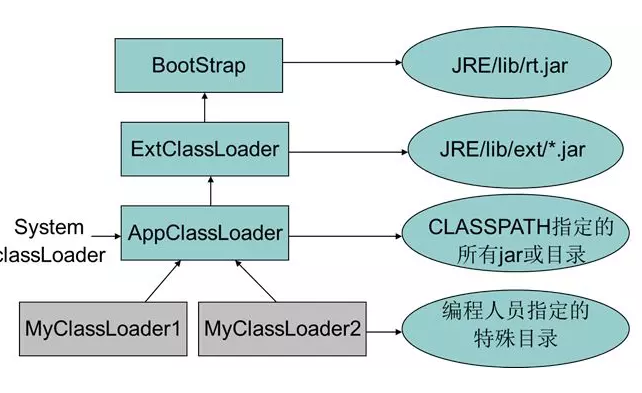 BootStrap
JRE/lib/rt.jar
ExtClassLoader
JRE/lib/ext/*.jar
System
classLoader
AppClassLoader
CLASSPATH指定的
所有jar或目录
MyClassLoader1
MyClassLoader2
编程人员指定的
特殊目录